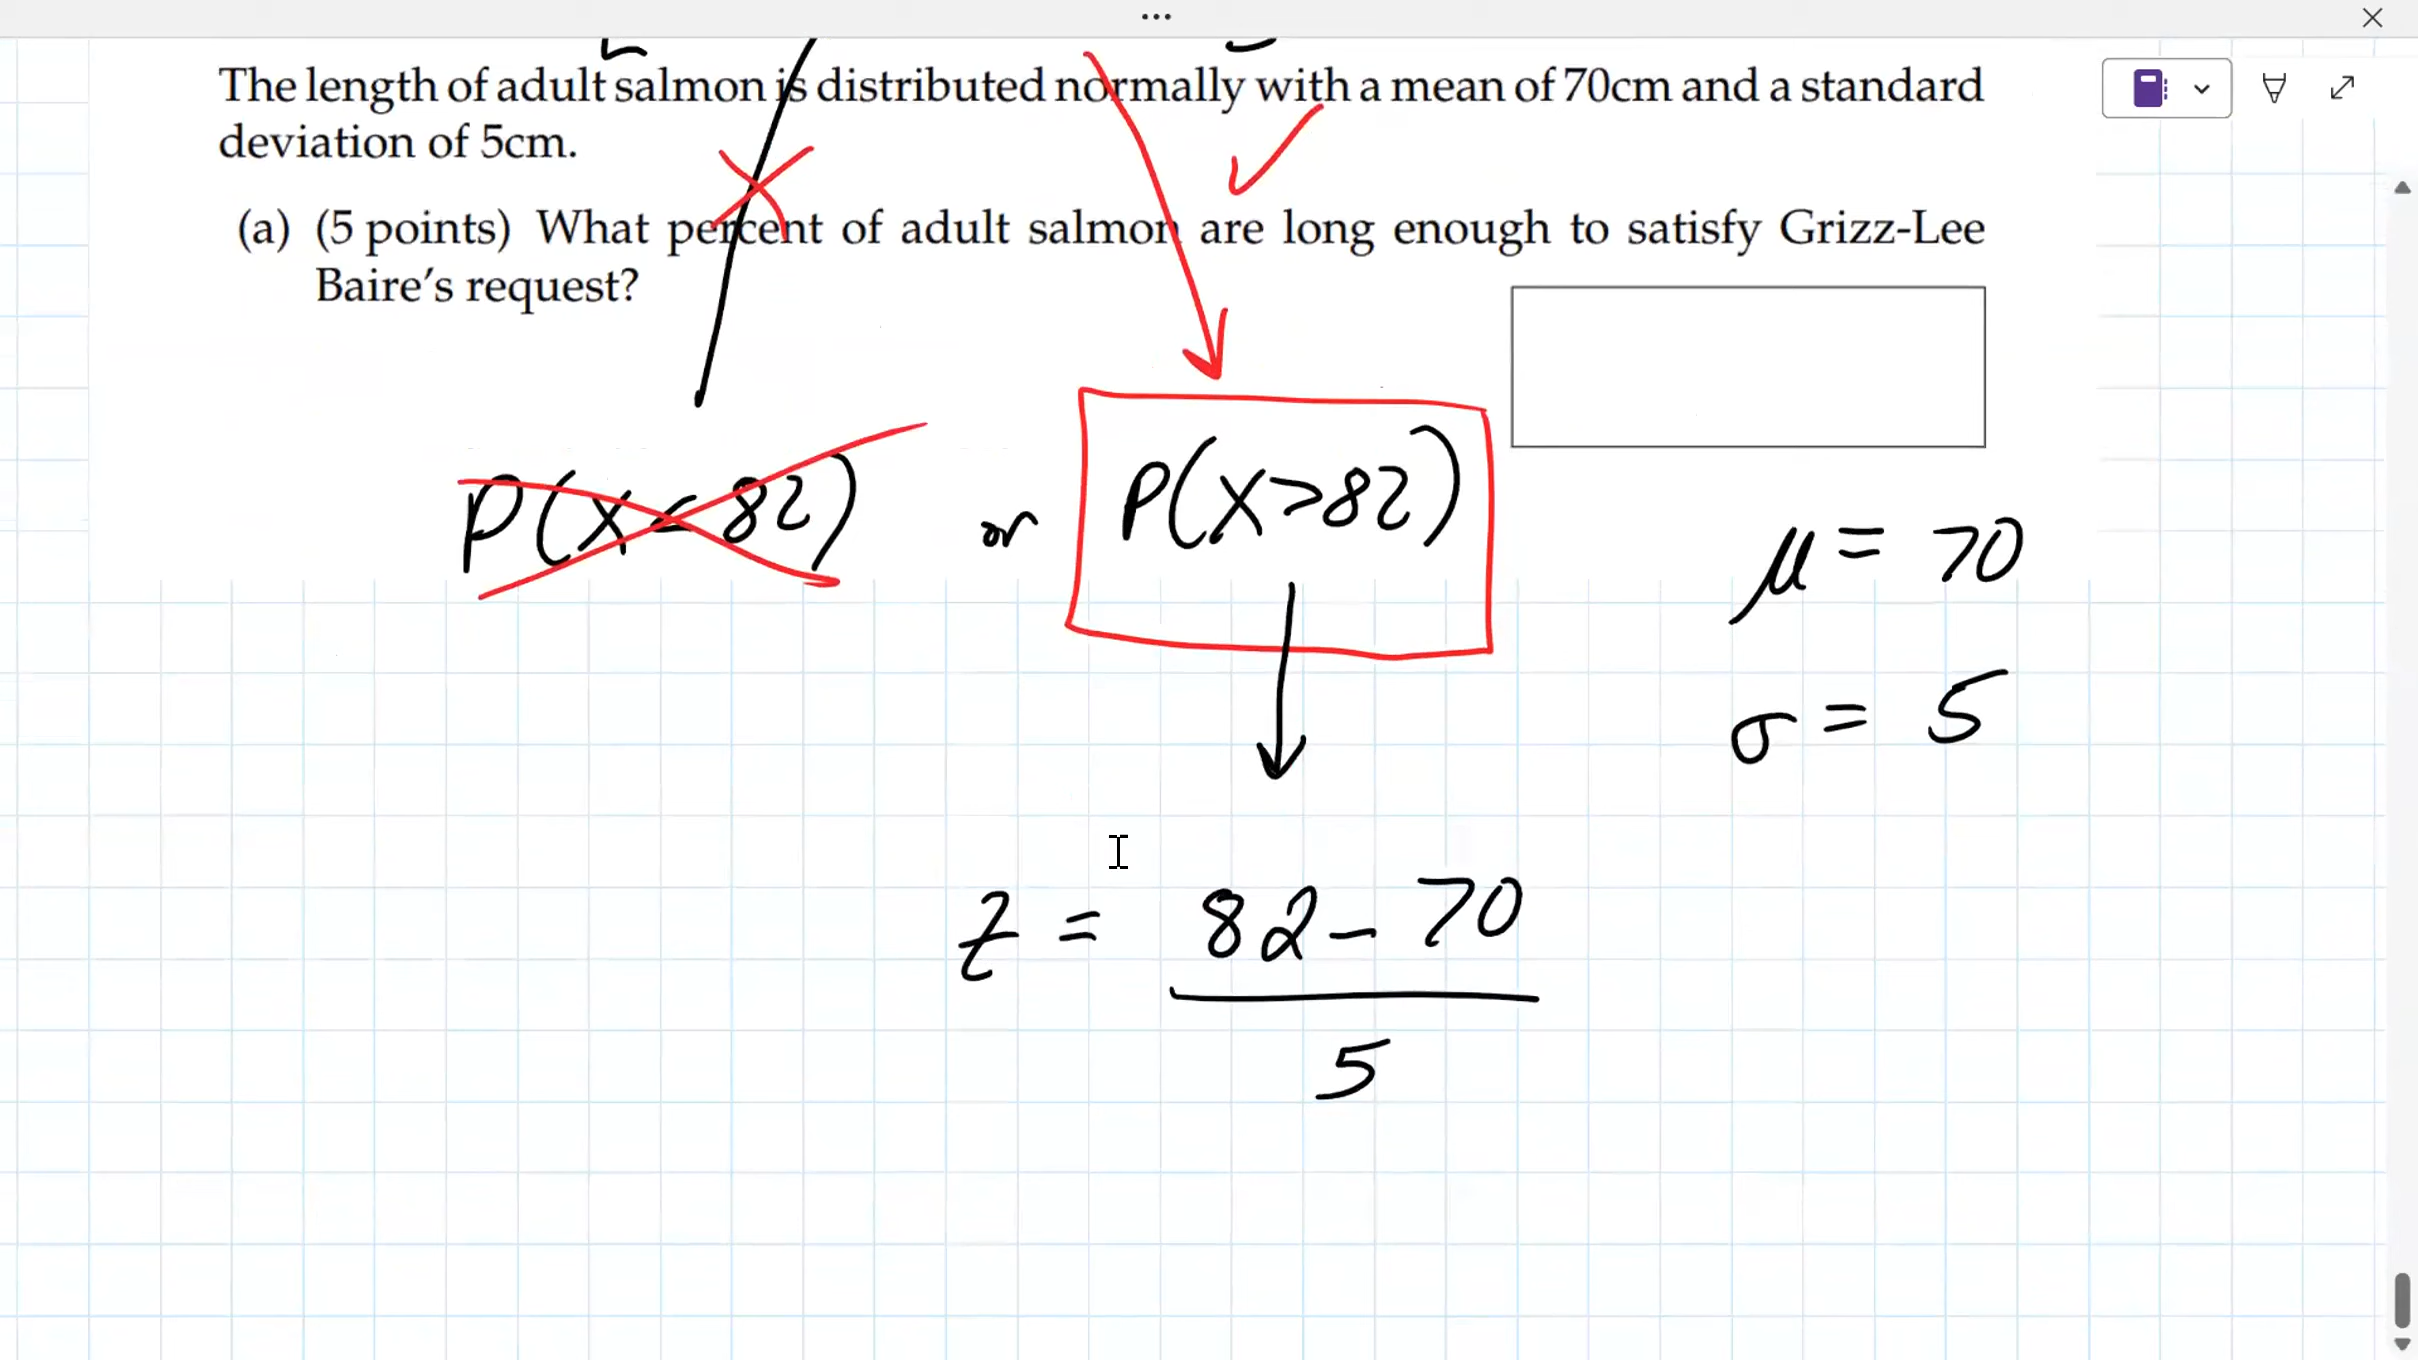 The length of adult salmon is distributed normally with a mean of 70cm and a standard
deviation of 5cm.
(a) (5 points) What percent of adult salmon are long enough to satisfy Grizz-Lee
Baire's request?
P(X<82) or P(X>82)
μ = 70
σ = 5
z = 82-70
5